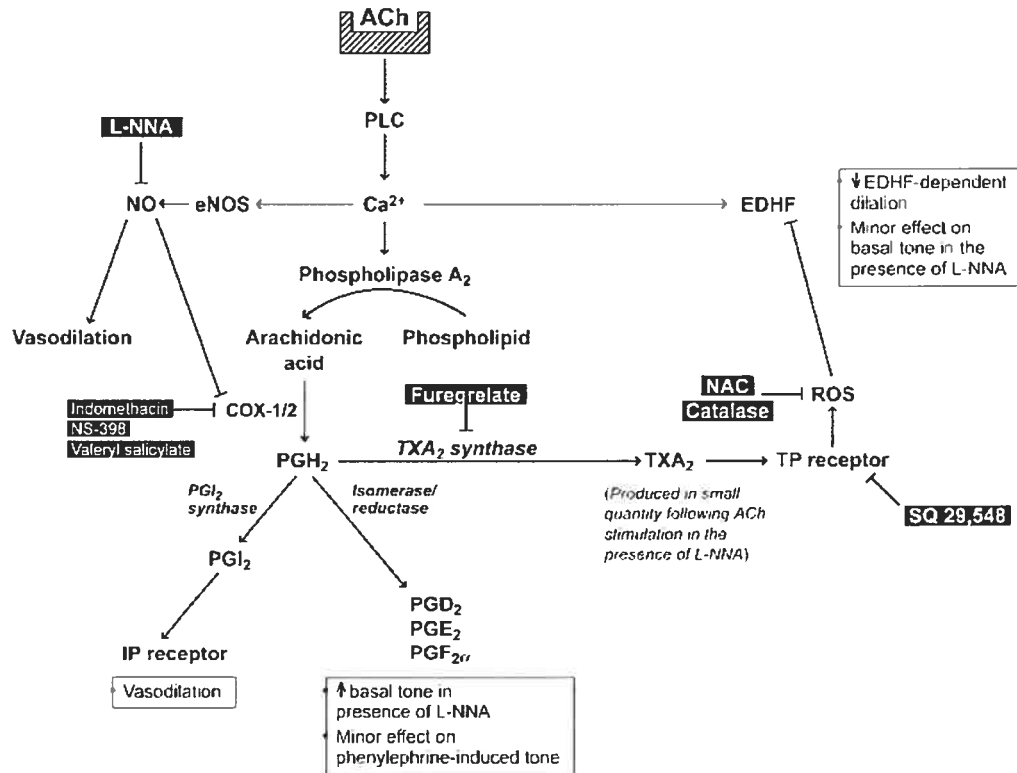 ACh
PLC
L-NNA
NO
eNOS
Ca²⁺
EDHF
↓EDHF-dependent
dilation
Minor effect on
basal tone in the
presence of L-NNA
Phospholipase A₂
Vasodilation
Arachidonic
acid
Phospholipid
Indomethacin
NS-398
Valeryl salicylate
COX-1/2
Furegrelate
NAC
Catalase
ROS
PGH₂
TXA₂ synthase
TXA₂
TP receptor
PGI₂
synthase
Isomerase/
reductase
(Produced in small
quantity following ACh
stimulation in the
presence of L-NNA)
SQ 29,548
PGI₂
PGD₂
PGE₂
PGF₂α
IP receptor
Vasodilation
↑basal tone in
presence of L-NNA
Minor effect on
phenylephrine-induced tone